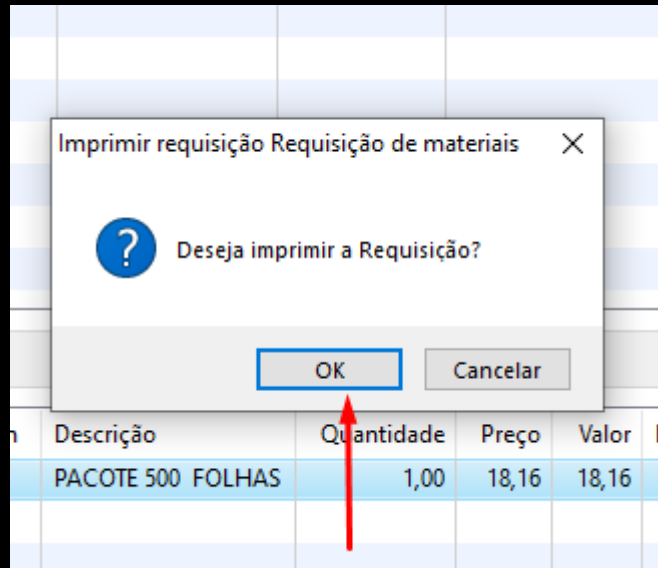 Imprimir requisição Requisição de materiais
?
Deseja imprimir a Requisição?
OK Cancelar
Descrição Quantidade Preço Valor
PACOTE 500 FOLHAS 1,00 18,16 18,16